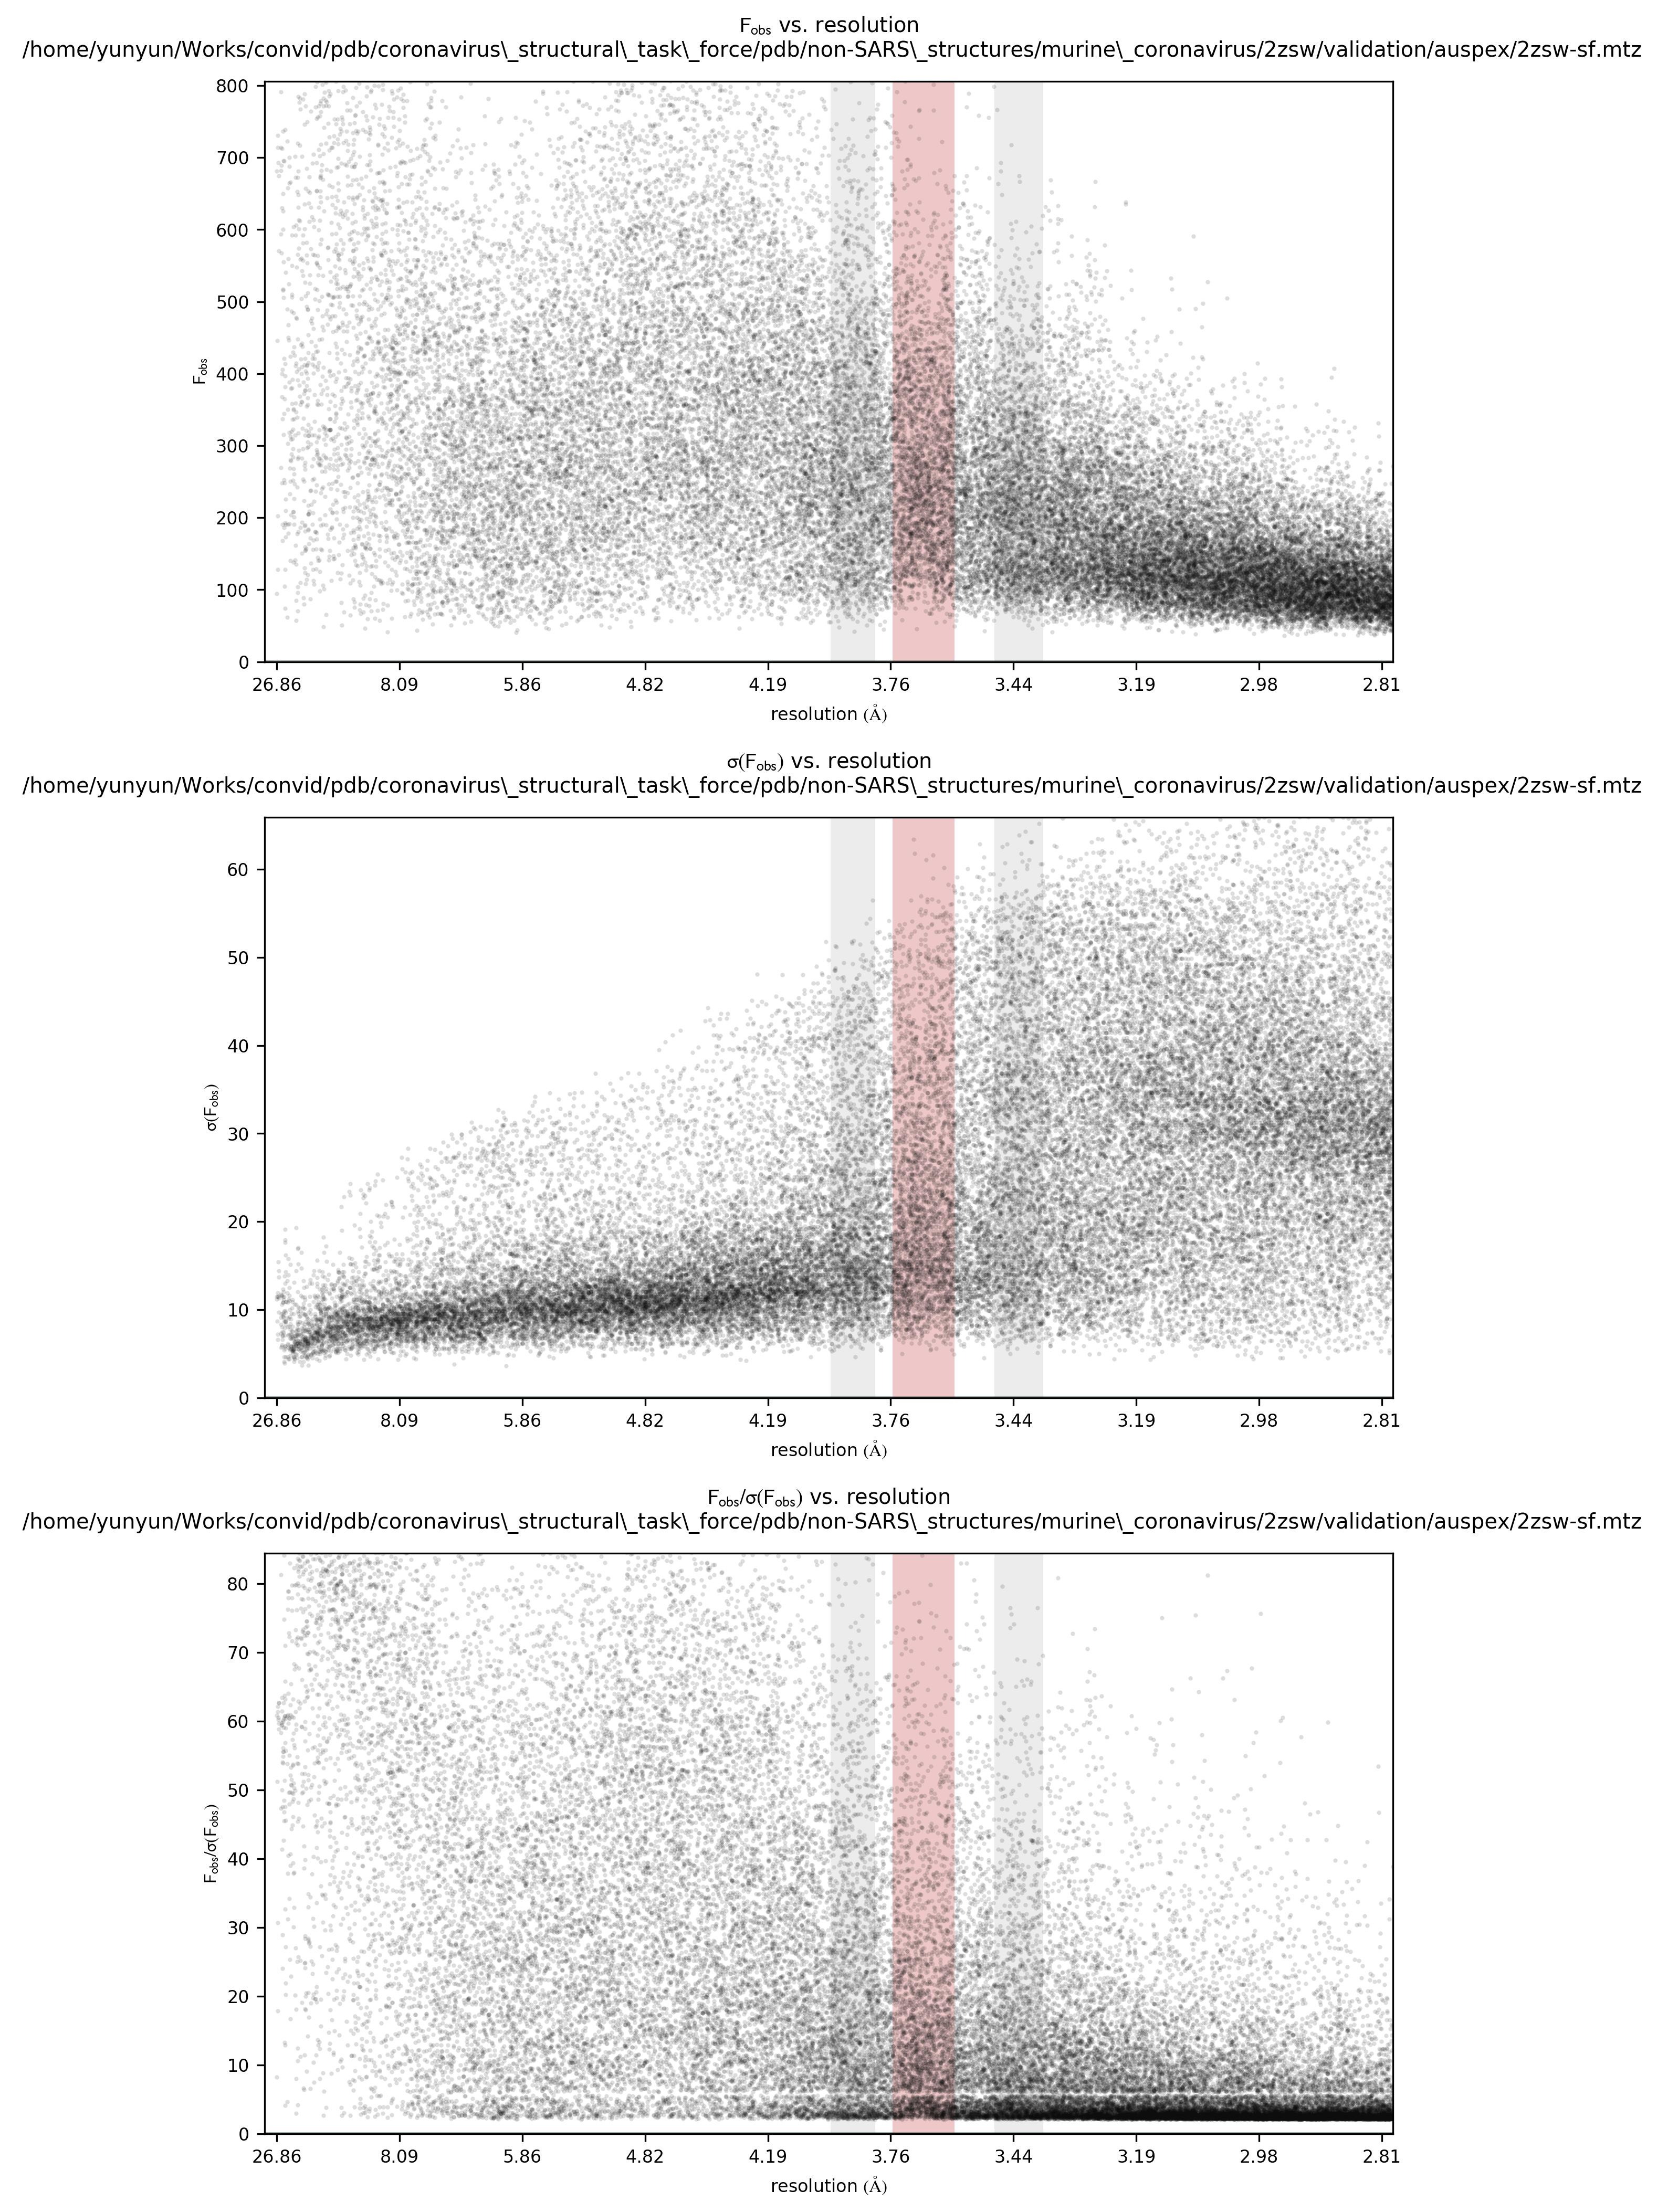 Fobs vs. resolution
/home/yunyun/Works/convid/pdb/coronavirus\_structural\_task\_force/pdb/non-SARS\_structures/murine\_coronavirus/2zsw/validation/auspex/2zsw-sf.mtz
800
700
600
500
400
300
200
100
0
Fobs
26.86 8.09 5.86 4.82 4.19 3.76 3.44 3.19 2.98 2.81
resolution (Å)
σ(Fobs) vs. resolution
/home/yunyun/Works/convid/pdb/coronavirus\_structural\_task\_force/pdb/non-SARS\_structures/murine\_coronavirus/2zsw/validation/auspex/2zsw-sf.mtz
60
50
40
30
20
10
0
σ(Fobs)
26.86 8.09 5.86 4.82 4.19 3.76 3.44 3.19 2.98 2.81
resolution (Å)
Fobs/σ(Fobs) vs. resolution
/home/yunyun/Works/convid/pdb/coronavirus\_structural\_task\_force/pdb/non-SARS\_structures/murine\_coronavirus/2zsw/validation/auspex/2zsw-sf.mtz
80
70
60
50
40
30
20
10
0
Fobs/σ(Fobs)
26.86 8.09 5.86 4.82 4.19 3.76 3.44 3.19 2.98 2.81
resolution (Å)